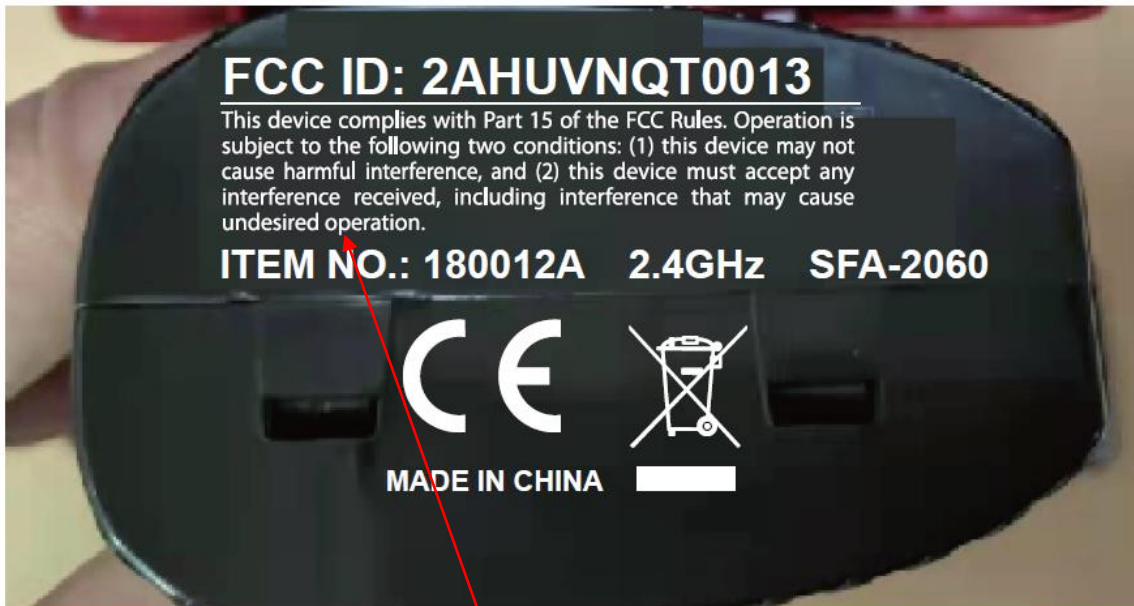 FCC ID: 2AHUVNQT0013
This device complies with Part 15 of the FCC Rules. Operation is
subject to the following two conditions: (1) this device may not
cause harmful interference, and (2) this device must accept any
interference received, including interference that may cause
undesired operation.
ITEM NO.: 180012A 2.4GHz SFA-2060
CE
MADE IN CHINA